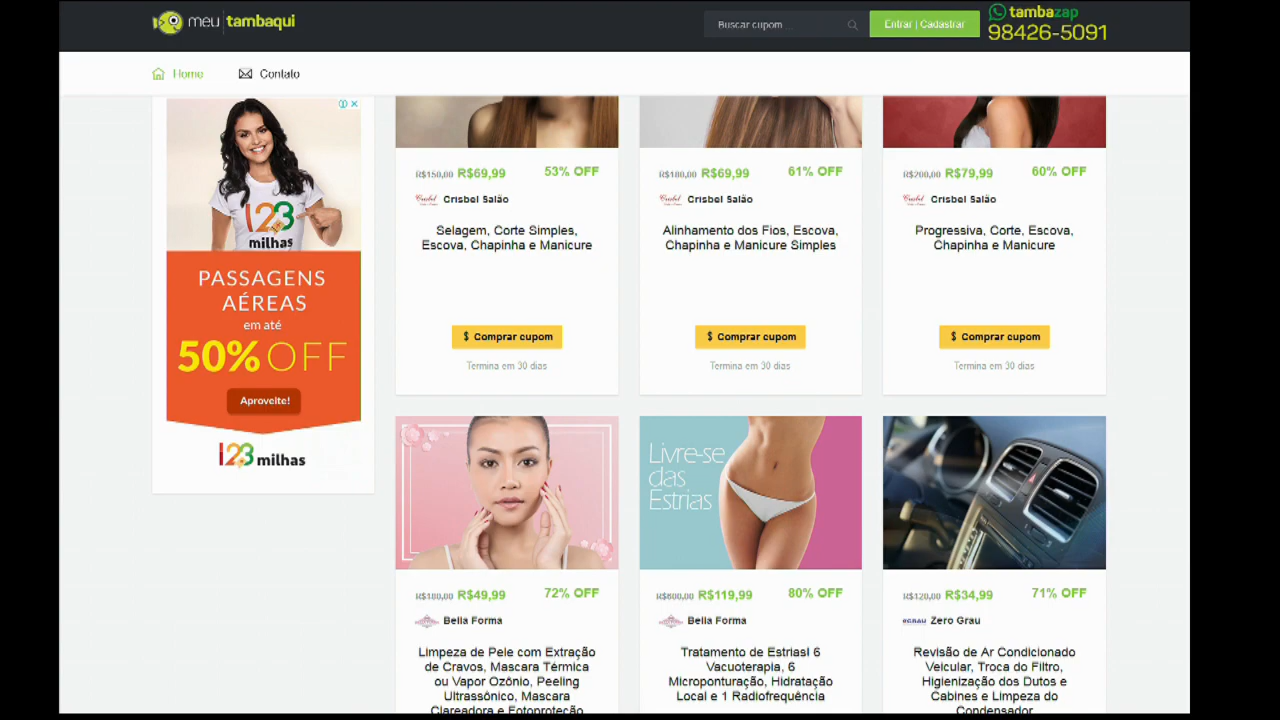 meu tambaqui
Buscar cupom...
Entrar | Cadastrar
tambazap
98426-5091
Home
Contato
123
milhas
PASSAGENS
AÉREAS
em até
50% OFF
Aproveite!
123 milhas
R$150,00 R$69,99 53% OFF
Crisbel Salão
Selagem, Corte Simples,
Escova, Chapinha e Manicure
$ Comprar cupom
Termina em 30 dias
R$180,00 R$69,99 61% OFF
Crisbel Salão
Alinhamento dos Fios, Escova,
Chapinha e Manicure Simples
$ Comprar cupom
Termina em 30 dias
R$200,00 R$79,99 60% OFF
Crisbel Salão
Progressiva, Corte, Escova,
Chapinha e Manicure
$ Comprar cupom
Termina em 30 dias
R$180,00 R$49,99 72% OFF
Bella Forma
Limpeza de Pele com Extração
de Cravos, Mascara Térmica
ou Vapor Ozônio, Peeling
Ultrassônico, Mascara
Clareadora e Fotoproteção
Livre-se
das
Estrias
R$600,00 R$119,99 80% OFF
Bella Forma
Tratamento de Estrias! 6
Vacuoterapia, 6
Microponturação, Hidratação
Local e 1 Radiofrequência
R$120,00 R$34,99 71% OFF
Zero Grau
Revisão de Ar Condicionado
Veicular, Troca do Filtro,
Higienização dos Dutos e
Cabines e Limpeza do
Condensador